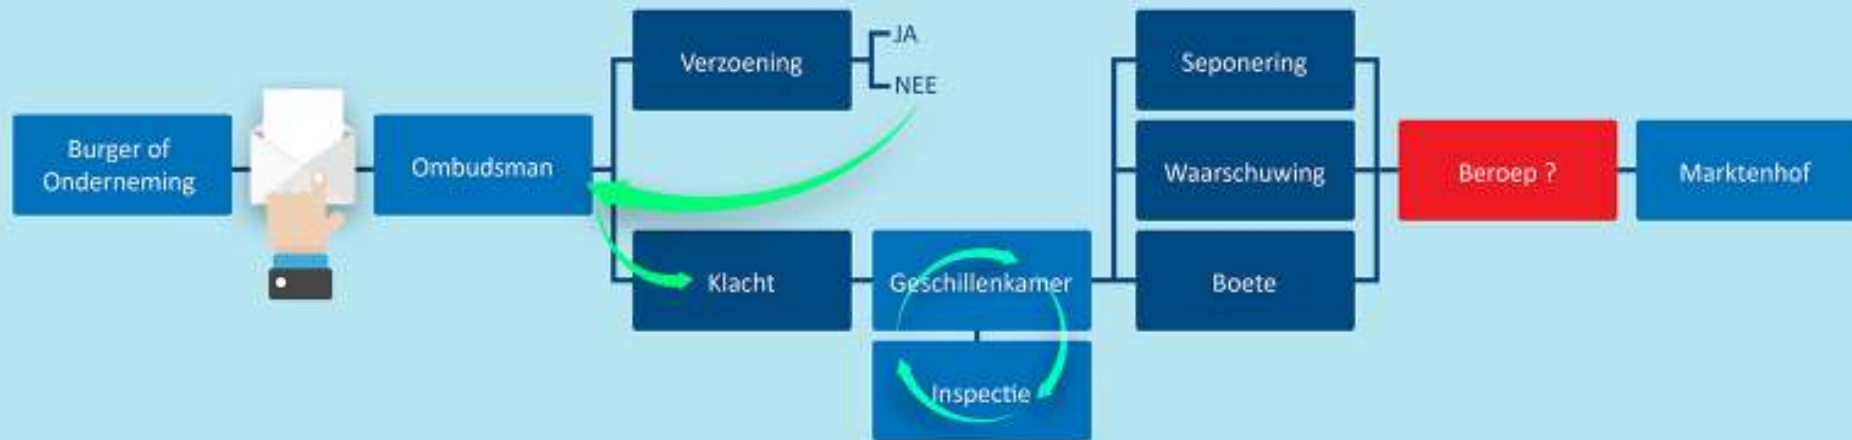 Burger of
Onderneming
Ombudsman
Verzoening
JA
NEE
Klacht
Geschillenkamer
Inspectie
Seponering
Waarschuwing
Boete
Beroep ?
Marktenhof